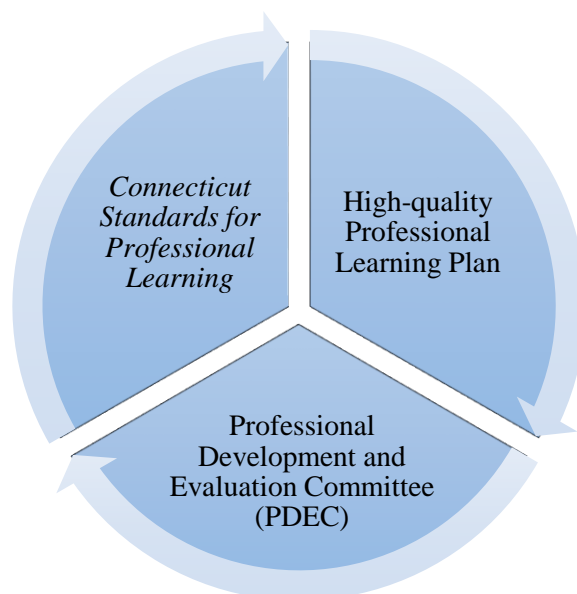 Connecticut
Standards for
Professional
Learning
High-quality
Professional
Learning Plan
Professional
Development and
Evaluation Committee
(PDEC)